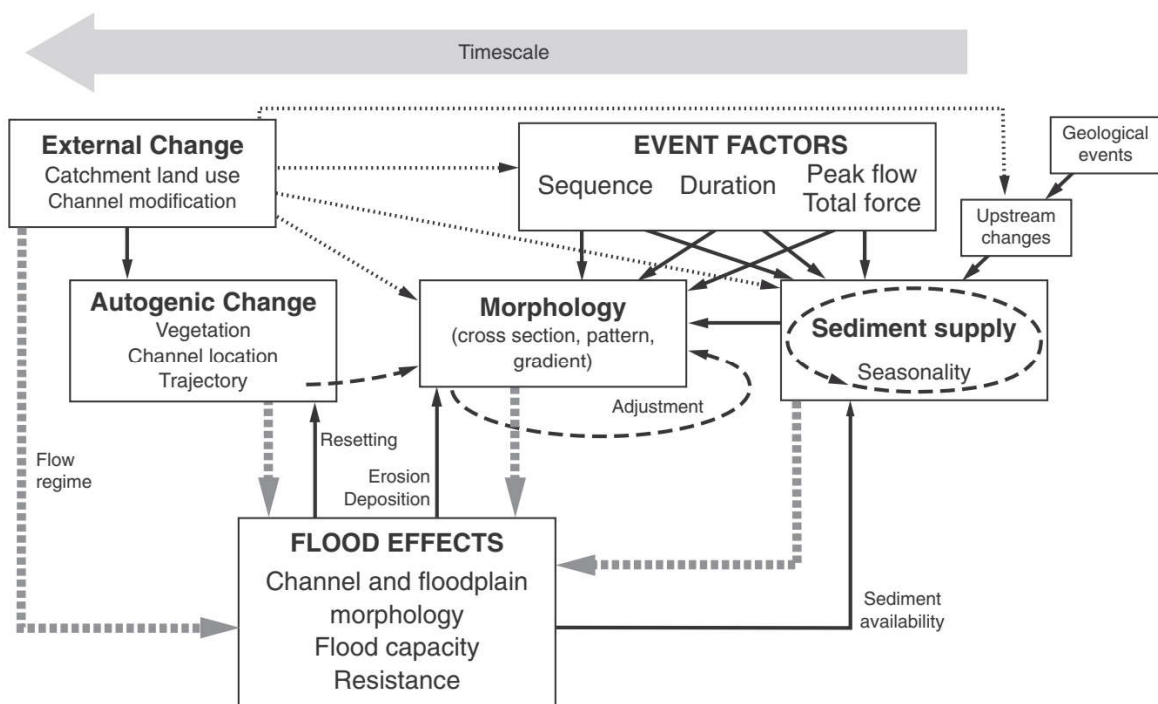 Timescale
External Change
Catchment land use
Channel modification
EVENT FACTORS
Sequence
Duration
Peak flow
Total force
Geological
events
Upstream
changes
Autogenic Change
Vegetation
Channel location
Trajectory
Morphology
(cross section, pattern,
gradient)
Sediment supply
Seasonality
Adjustment
Flow
regime
Resetting
Erosion
Deposition
FLOOD EFFECTS
Channel and floodplain
morphology
Flood capacity
Resistance
Sediment
availability